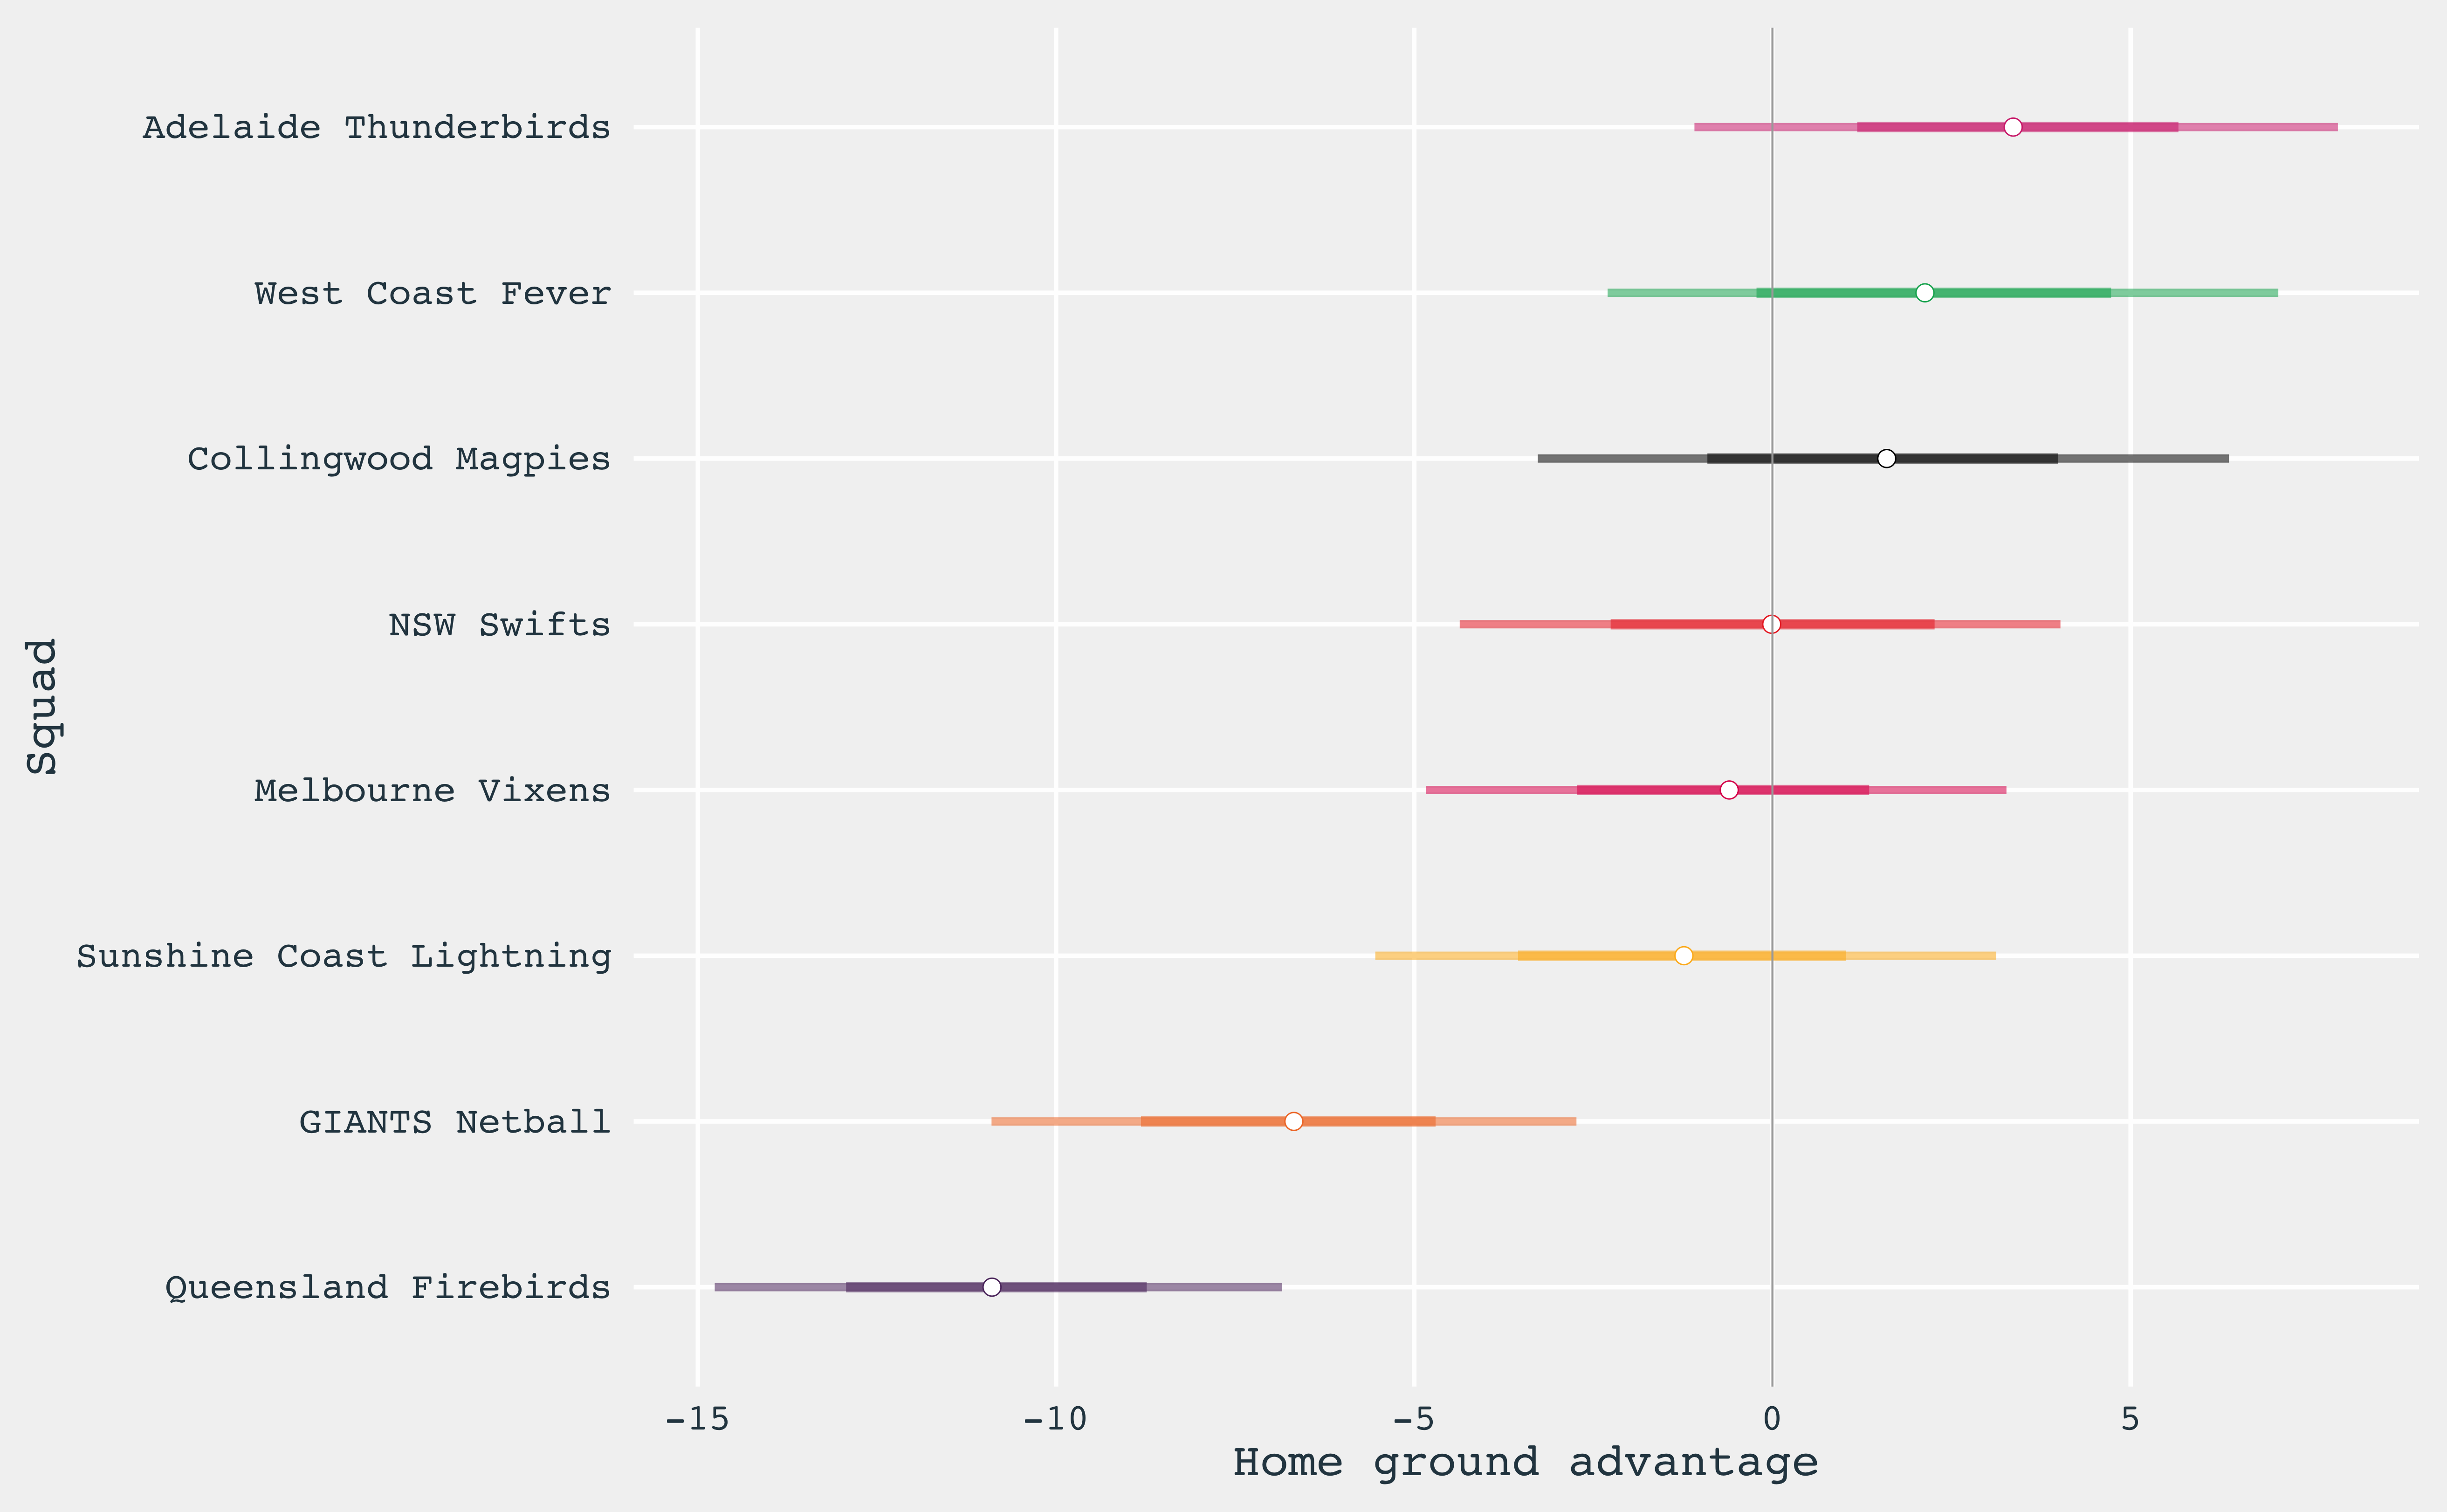 Adelaide Thunderbirds
West Coast Fever
Collingwood Magpies
NSW Swifts
Melbourne Vixens
Sunshine Coast Lightning
GIANTS Netball
Queensland Firebirds
Squad
-15 -10 -5 0 5
Home ground advantage